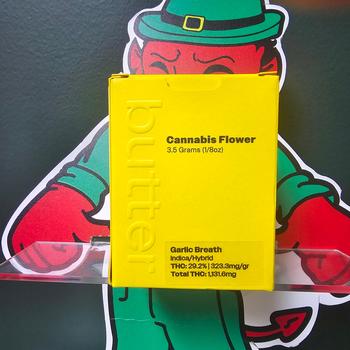 buttter
Cannabis Flower
3.5 Grams (1/8oz)
Garlic Breath
Indica/Hybrid
THC: 29.2% | 323.3mg/gr
Total THC: 1,131.6mg